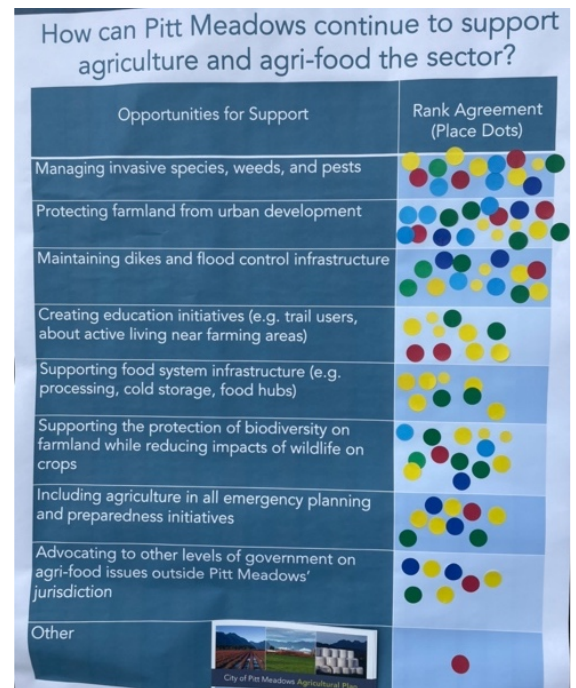 How can Pitt Meadows continue to support
agriculture and agri-food the sector?
Opportunities for Support
Rank Agreement
(Place Dots)
Managing invasive species, weeds, and pests
Protecting farmland from urban development
Maintaining dikes and flood control infrastructure
Creating education initiatives (e.g. trail users,
about active living near farming areas)
Supporting food system infrastructure (e.g.
processing, cold storage, food hubs)
Supporting the protection of biodiversity on
farmland while reducing impacts of wildlife on
crops
Including agriculture in all emergency planning
and preparedness initiatives
Advocating to other levels of government on
agri-food issues outside Pitt Meadows'
jurisdiction
Other
City of Pitt Meadows Agricultural Plan